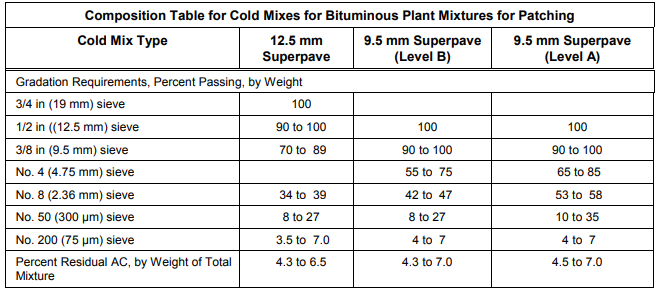 Composition Table for Cold Mixes for Bituminous Plant Mixtures for Patching
Cold Mix Type 12.5 mm Superpave 9.5 mm Superpave (Level B) 9.5 mm Superpave (Level A)
Gradation Requirements, Percent Passing, by Weight
3/4 in (19 mm) sieve 100
1/2 in ((12.5 mm) sieve 90 to 100 100 100
3/8 in (9.5 mm) sieve 70 to 89 90 to 100 90 to 100
No. 4 (4.75 mm) sieve 55 to 75 65 to 85
No. 8 (2.36 mm) sieve 34 to 39 42 to 47 53 to 58
No. 50 (300 µm) sieve 8 to 27 8 to 27 10 to 35
No. 200 (75 µm) sieve 3.5 to 7.0 4 to 7 4 to 7
Percent Residual AC, by Weight of Total Mixture 4.3 to 6.5 4.3 to 7.0 4.5 to 7.0